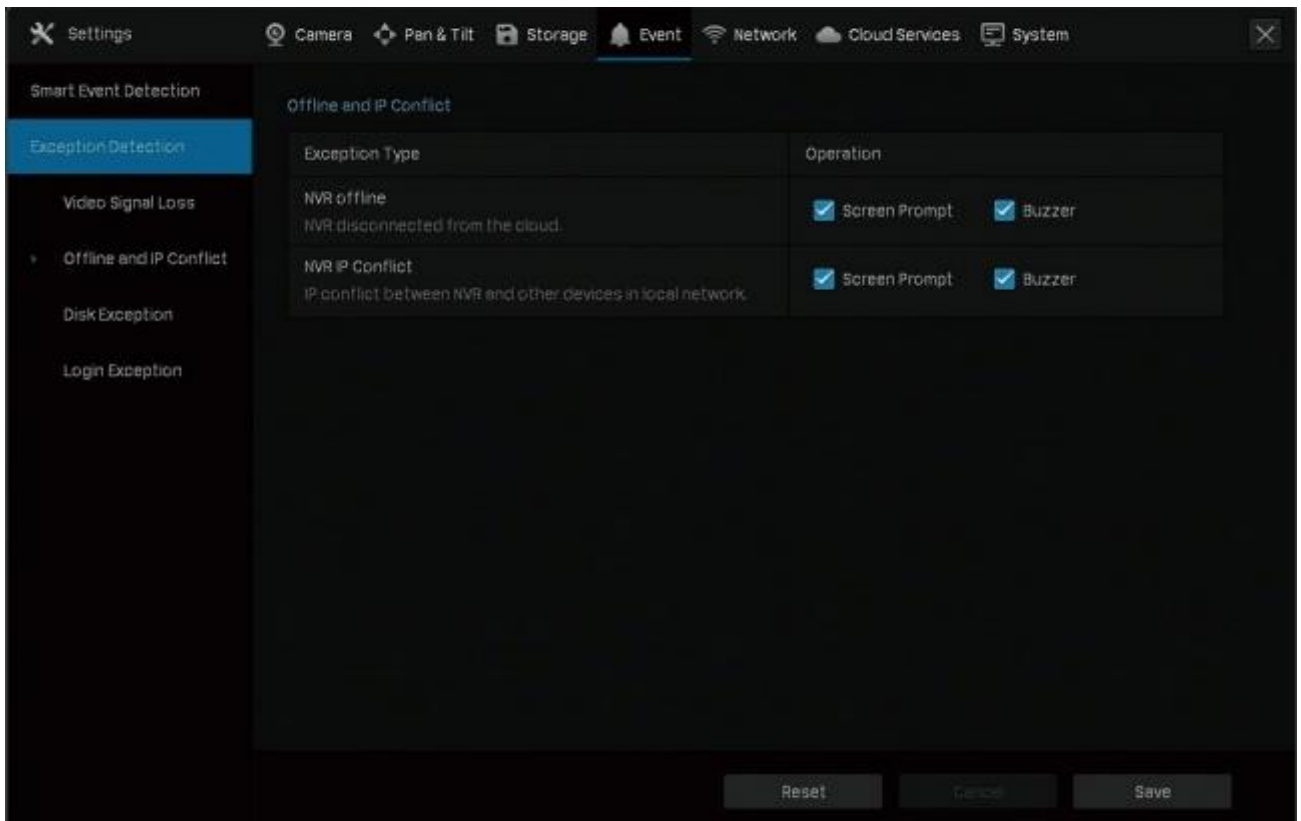 Settings Camera Pan & Tilt Storage Event Network Cloud Services System
Smart Event Detection
Exception Detection
Video Signal Loss
Offline and IP Conflict
Disk Exception
Login Exception
Offline and IP Conflict
Exception Type Operation
NVR offline
NVR disconnected from the cloud.
Screen Prompt Buzzer
NVR IP Conflict
IP conflict between NVR and other devices in local network.
Screen Prompt Buzzer
Reset Cancel Save